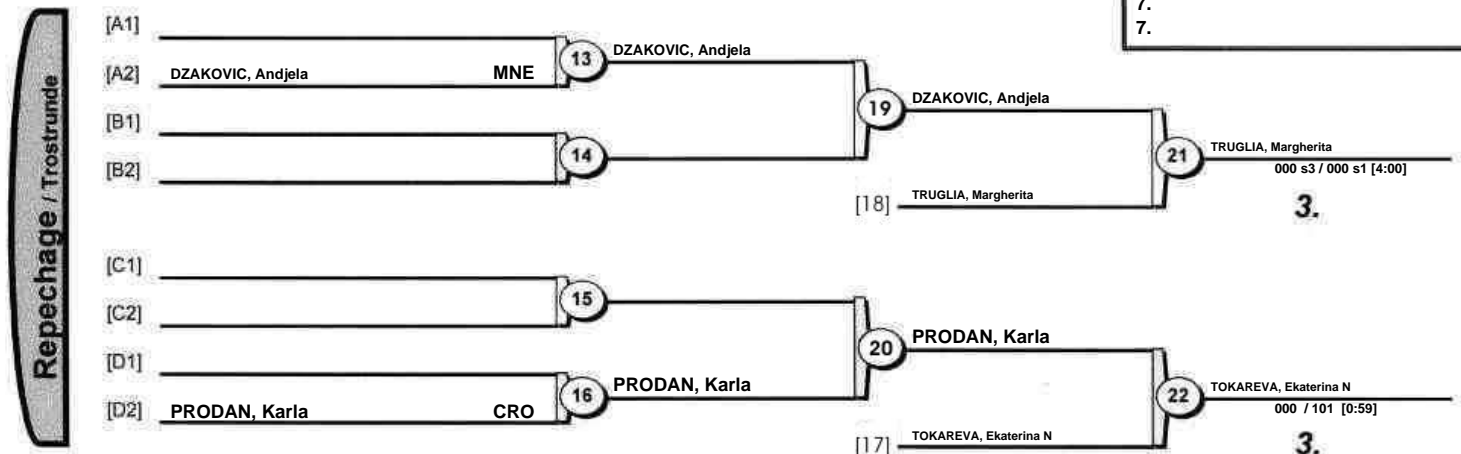 7.
7.
Repechage / Trostrunde
[A1]
[A2] DZAKOVIC, Andjela MNE
13 DZAKOVIC, Andjela
[B1]
[B2]
14
19 DZAKOVIC, Andjela
[18] TRUGLIA, Margherita
21 TRUGLIA, Margherita
000 s3 / 000 s1 [4:00]
3.
[C1]
[C2]
15
[D1]
[D2] PRODAN, Karla CRO
16 PRODAN, Karla
20 PRODAN, Karla
[17] TOKAREVA, Ekaterina N
22 TOKAREVA, Ekaterina N
000 / 101 [0:59]
3.